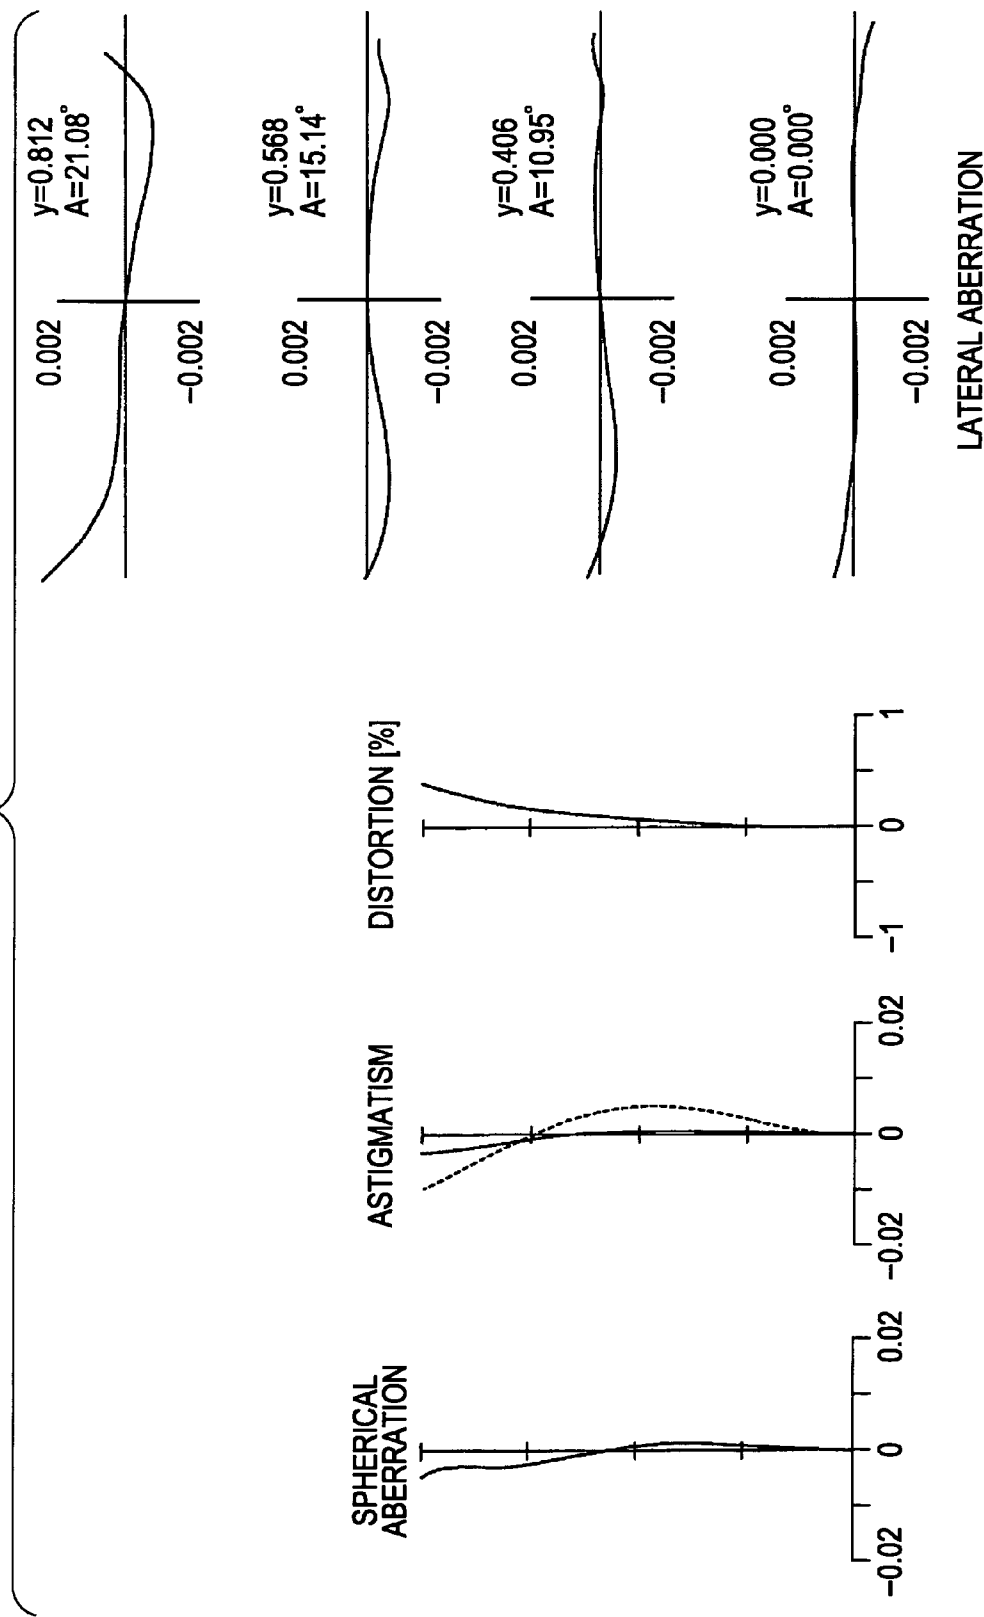 SPHERICAL
ABERRATION
−0.02
0
0.02
ASTIGMATISM
−0.02
0
0.02
DISTORTION [%]
−1
0
1
y=0.812
A=21.08°
0.002
−0.002
y=0.568
A=15.14°
0.002
−0.002
y=0.406
A=10.95°
0.002
−0.002
y=0.000
A=0.000°
0.002
−0.002
LATERAL ABERRATION